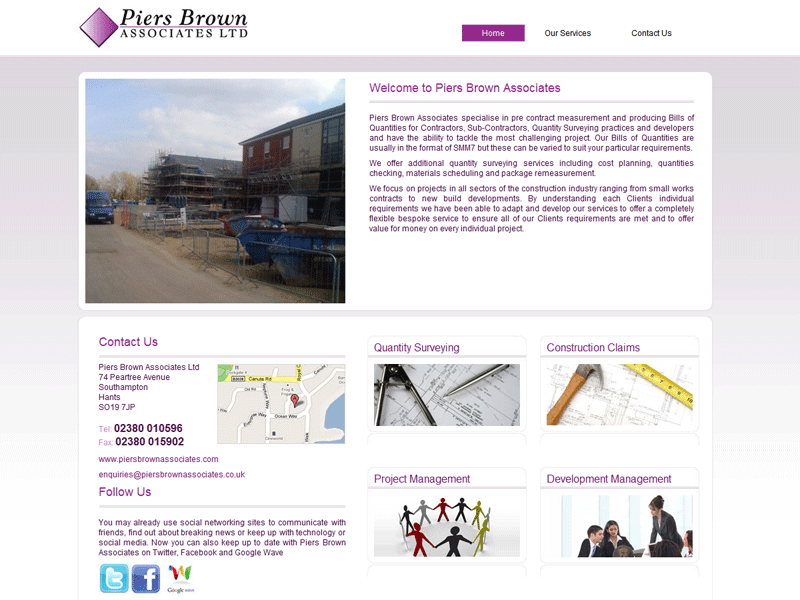 Piers Brown
ASSOCIATES LTD
Home
Our Services
Contact Us
Welcome to Piers Brown Associates
Piers Brown Associates specialise in pre contract measurement and producing Bills of
Quantities for Contractors, Sub-Contractors, Quantity Surveying practices and developers
and have the ability to tackle the most challenging project. Our Bills of Quantities are
usually in the format of SMM7 but these can be varied to suit your particular requirements.
We offer additional quantity surveying services including cost planning, quantities
checking, materials scheduling and package remeasurement.
We focus on projects in all sectors of the construction industry ranging from small works
contracts to new build developments. By understanding each Clients individual
requirements we have been able to adapt and develop our services to offer a completely
flexible bespoke service to ensure all of our Clients requirements are met and to offer
value for money on every individual project.
Contact Us
Piers Brown Associates Ltd
74 Peartree Avenue
Southampton
Hants
SO19 7JP
Tel: 02380 010596
Fax: 02380 015902
www.piersbrownassociates.com
enquiries@piersbrownassociates.co.uk
Canute Rd
Royal C
Ocean Way
Follow Us
You may already use social networking sites to communicate with
friends, find out about breaking news or keep up with technology or
social media. Now you can also keep up to date with Piers Brown
Associates on Twitter, Facebook and Google Wave
Google wave
Quantity Surveying
Construction Claims
Project Management
Development Management